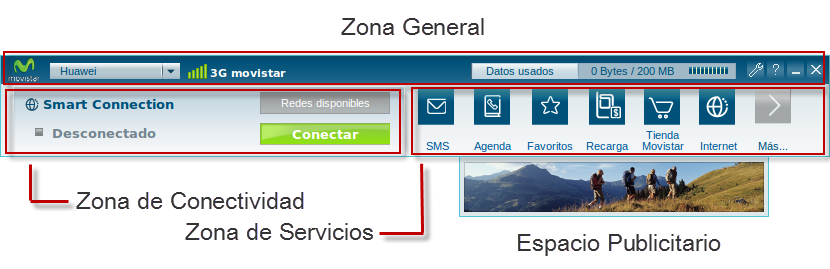 Zona General
movistar
Huawei
3G movistar
Datos usados
0 Bytes / 200 MB
?
Smart Connection
Redes disponibles
Desconectado
Conectar
SMS
Agenda
Favoritos
Recarga
Tienda
Movistar
Internet
Más...
Zona de Conectividad
Zona de Servicios
Espacio Publicitario